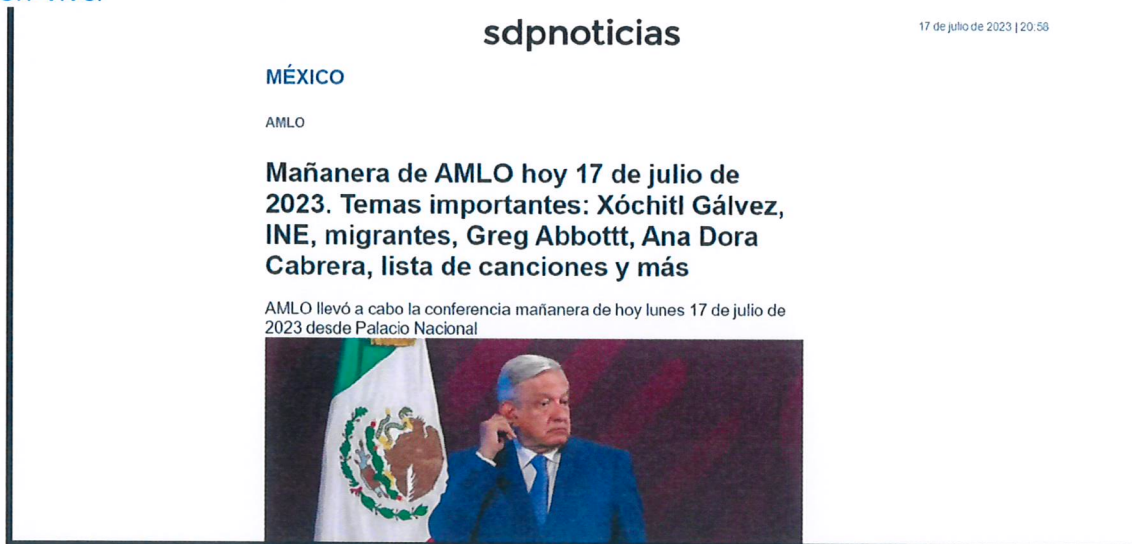 sdpnoticias
17 de julio de 2023 | 20:58
MÉXICO
AMLO
Mañanera de AMLO hoy 17 de julio de
2023. Temas importantes: Xóchitl Gálvez,
INE, migrantes, Greg Abbottt, Ana Dora
Cabrera, lista de canciones y más
AMLO llevó a cabo la conferencia mañanera de hoy lunes 17 de julio de
2023 desde Palacio Nacional